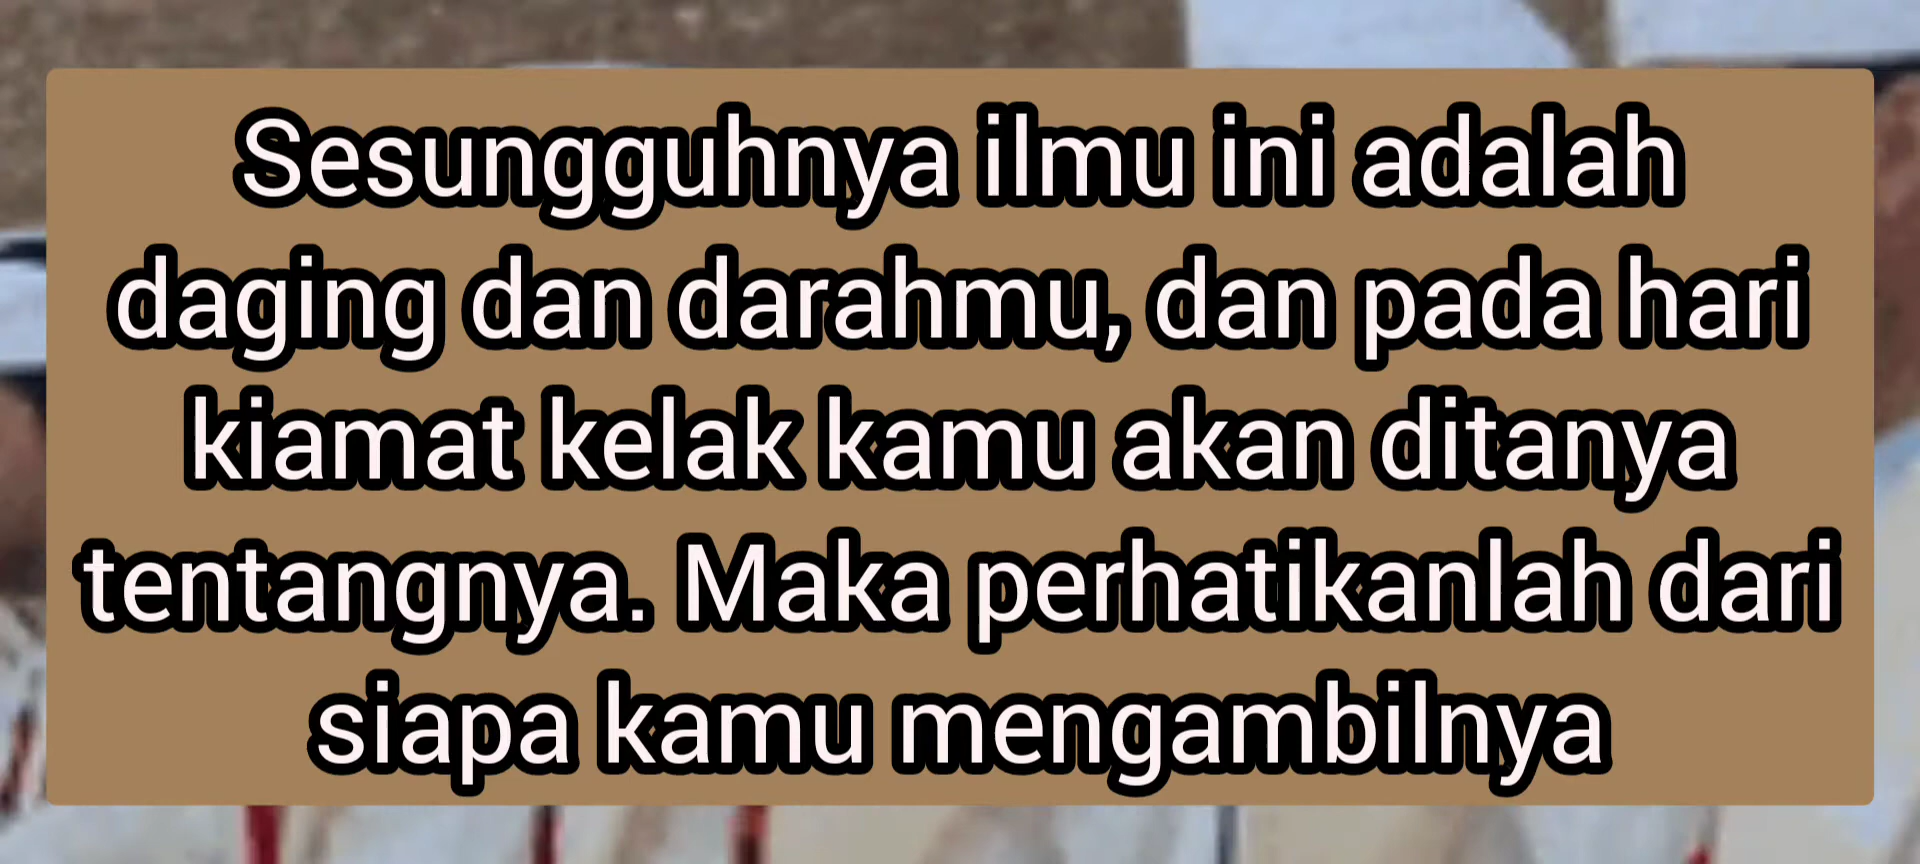 Sesungguhnya ilmu ini adalah
daging dan darahmu, dan pada hari
kiamat kelak kamu akan ditanya
tentangnya. Maka perhatikanlah dari
siapa kamu mengambilnya